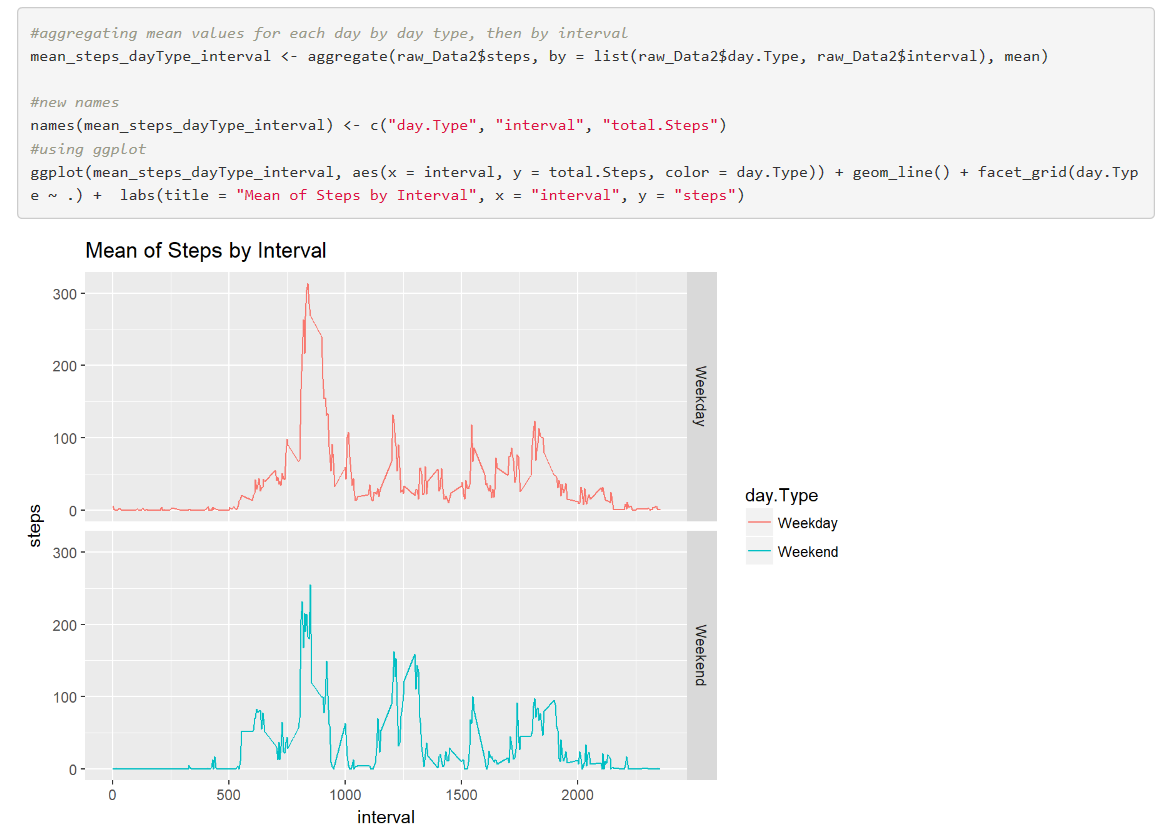 #aggregating mean values for each day by day type, then by interval
mean_steps_dayType_interval <- aggregate(raw_Data2$steps, by = list(raw_Data2$day.Type, raw_Data2$interval), mean)
#new names
names(mean_steps_dayType_interval) <- c("day.Type", "interval", "total.Steps")
#using ggplot
ggplot(mean_steps_dayType_interval, aes(x = interval, y = total.Steps, color = day.Type)) + geom_line() + facet_grid(day.Typ
e ~ .) +  labs(title = "Mean of Steps by Interval", x = "interval", y = "steps")
Mean of Steps by Interval
300
200
100
0
Weekday
steps
300
200
100
0
Weekend
0
500
1000
1500
2000
interval
day.Type
Weekday
Weekend